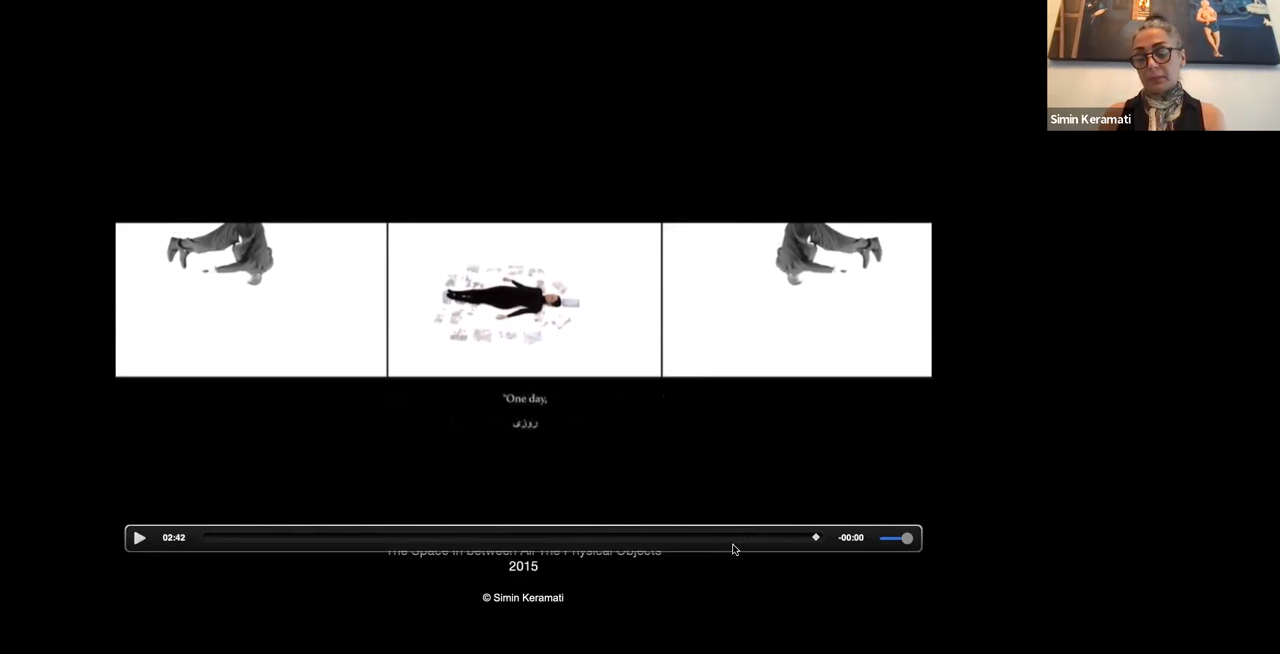 Simin Keramati
"One day,
روزی
02:42
-00:00
The Space In between All The Physical Objects
2015
© Simin Keramati